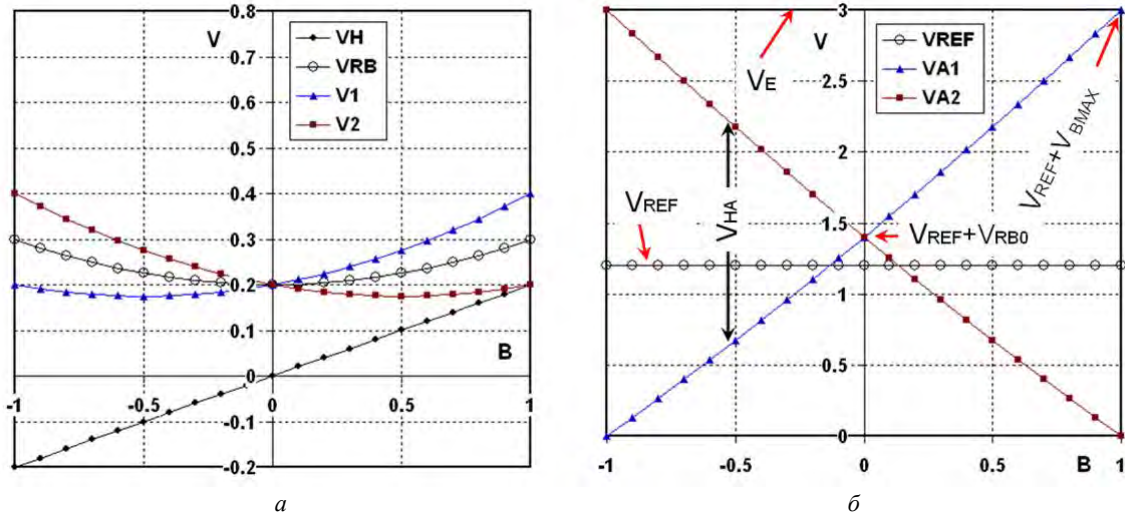 0.8
V
VH
VRB
V1
V2
0.7
0.6
0.5
0.4
0.3
0.2
0.1
B
0
-1
-0.5
0
0.5
1
-0.1
-0.2
а
3
V
VREF
VA1
VA2
VE
2.5
2
VREF+VBMAX
VREF
VHA
1.5
VREF+VRB0
1
0.5
0
-1
-0.5
0
0.5
B
1
б